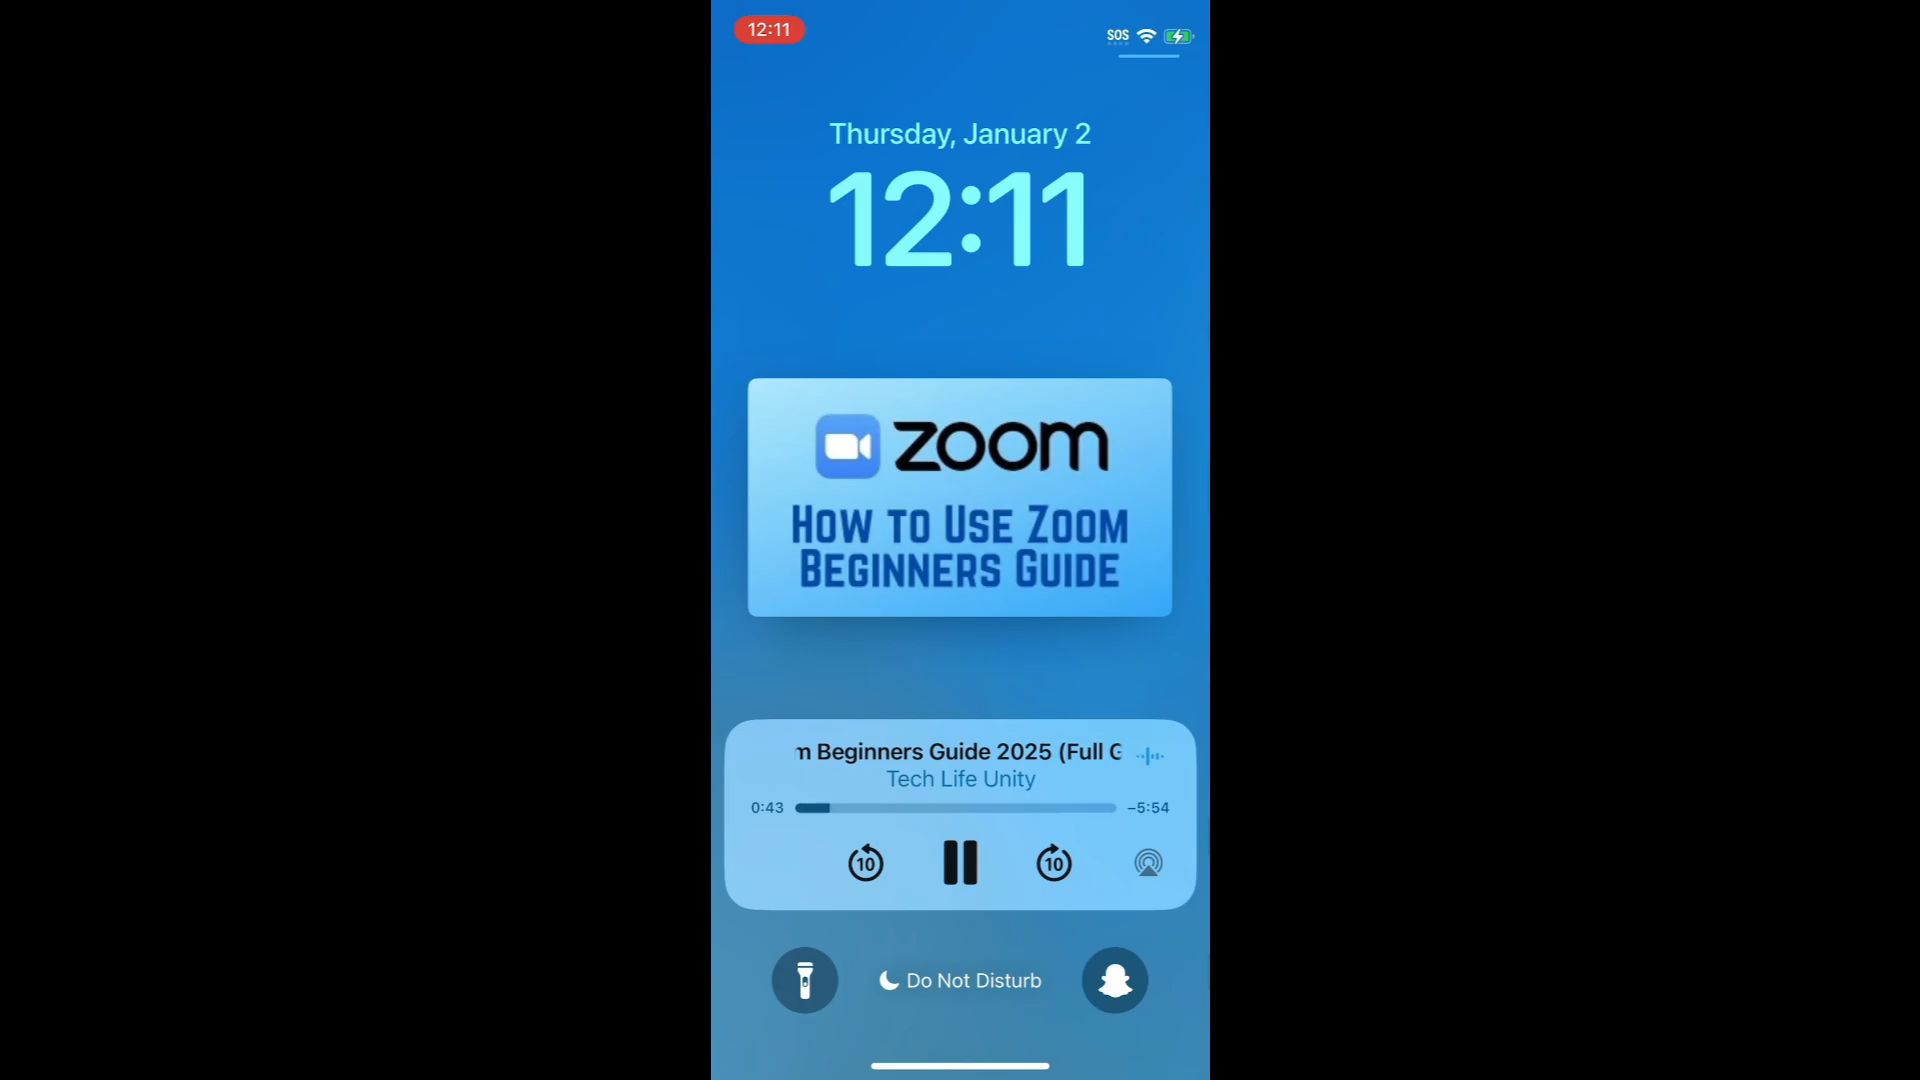 12:11
SOS
Thursday, January 2
12:11
zoom
How to Use Zoom
Beginners Guide
m Beginners Guide 2025 (Full G
Tech Life Unity
0:43
−5:54
10
10
Do Not Disturb